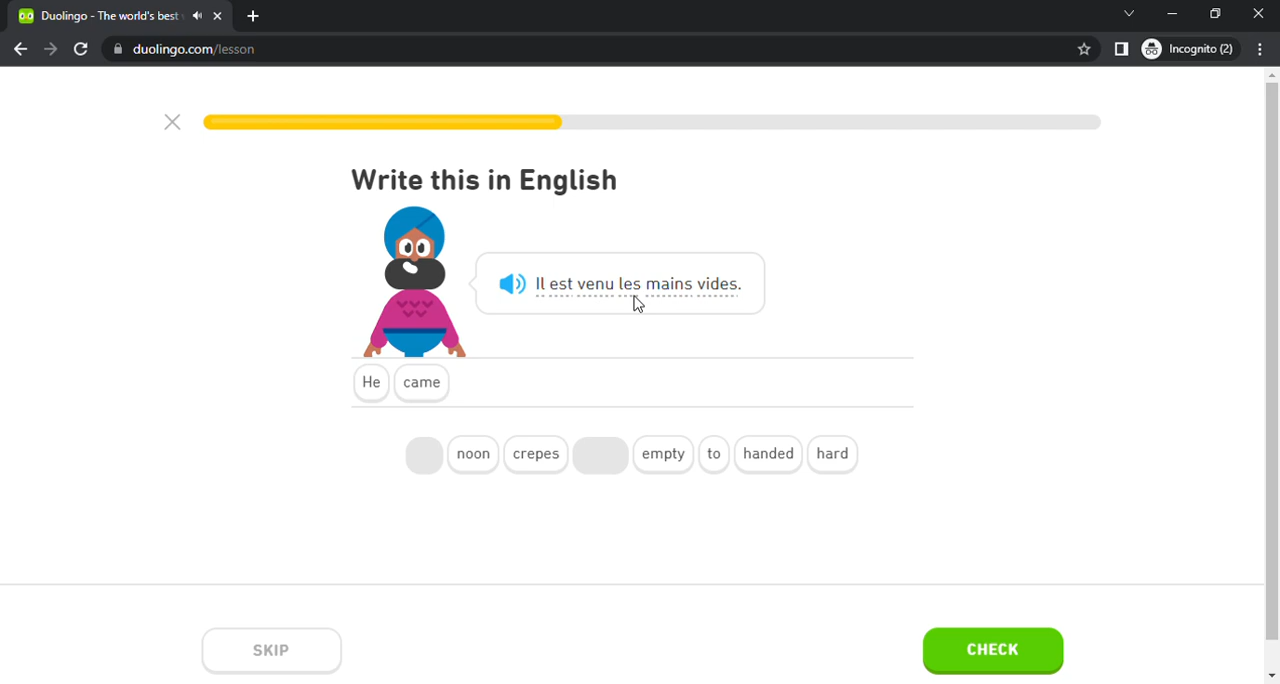 Duolingo - The world's best
duolingo.com/lesson
Incognito (2)
Write this in English
Il est venu les mains vides.
He came
noon crepes empty to handed hard
SKIP
CHECK